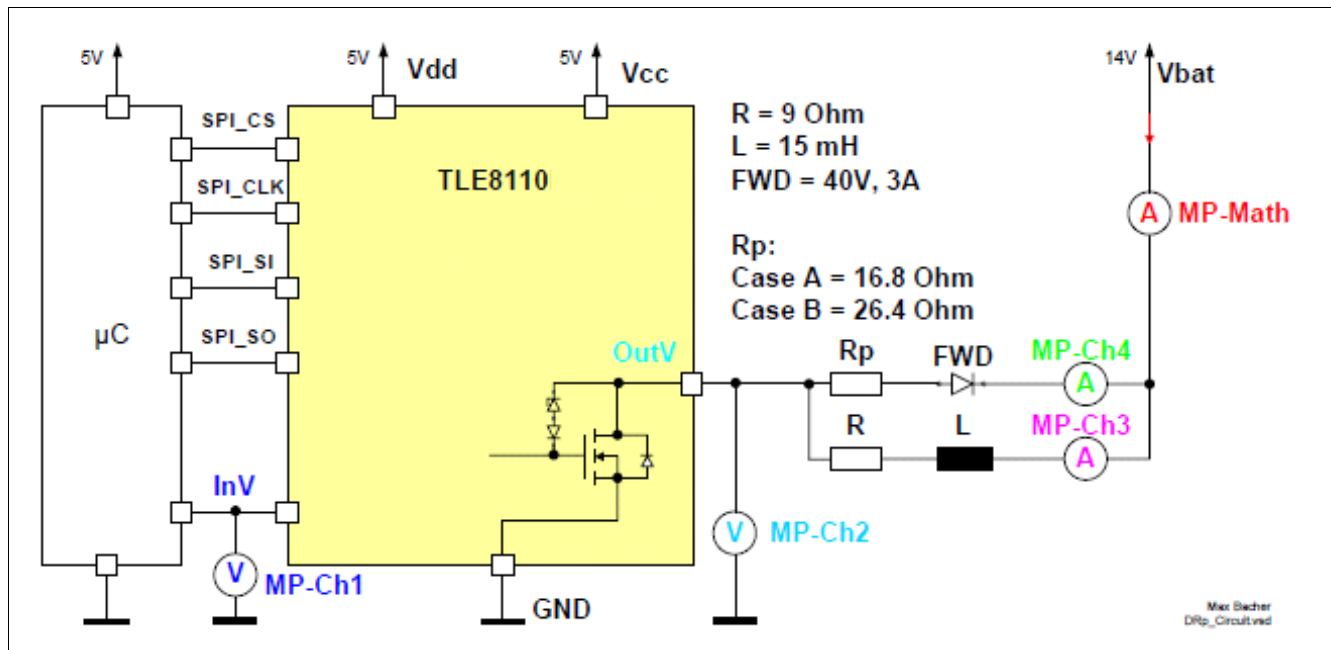 5V
5V
Vdd
5V
Vcc
14V
Vbat
SPI_CS
SPI_CLK
SPI_SI
SPI_SO
µC
TLE8110
R = 9 Ohm
L = 15 mH
FWD = 40V, 3A
Rp:
Case A = 16.8 Ohm
Case B = 26.4 Ohm
A
MP-Math
OutV
Rp
FWD
MP-Ch4
A
R
L
MP-Ch3
A
InV
V
MP-Ch1
V
MP-Ch2
GND
Max Bacher
DRp_Circuit.vsd